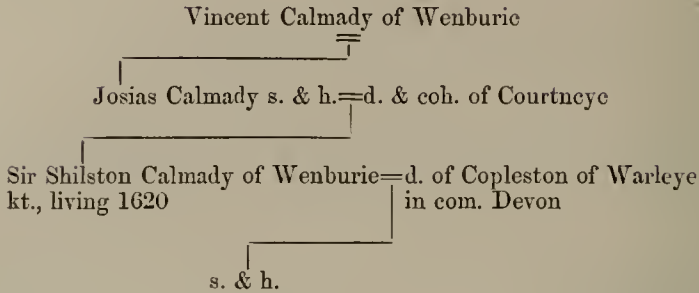 Vincent Calmady of Wenburie
Josias Calmady s. & h.=d. & coh. of Courtneye
Sir Shilston Calmady of Wenburie=d. of Copleston of Warleye
kt., living 1620 in com. Devon
s. & h.